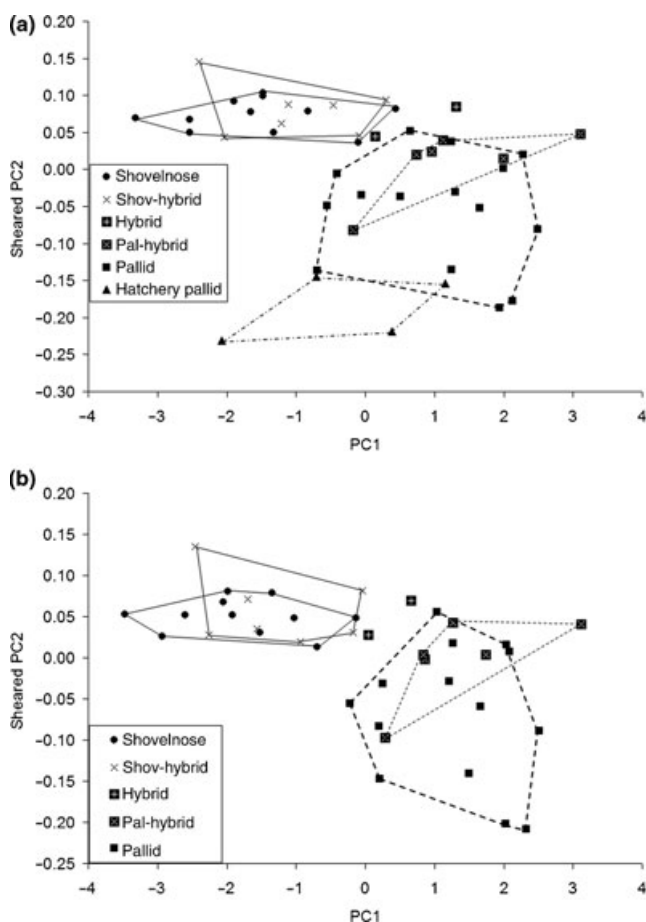 (a)
0.20
0.15
0.10
0.05
0.00
−0.05
−0.10
−0.15
−0.20
−0.25
−0.30
Sheared PC2
Shovelnose
Shov-hybrid
Hybrid
Pal-hybrid
Pallid
Hatchery pallid
−4 −3 −2 −1 0 1 2 3 4
PC1
(b)
0.20
0.15
0.10
0.05
0.00
−0.05
−0.10
−0.15
−0.20
−0.25
Sheared PC2
Shovelnose
Shov-hybrid
Hybrid
Pal-hybrid
Pallid
−4 −3 −2 −1 0 1 2 3 4
PC1